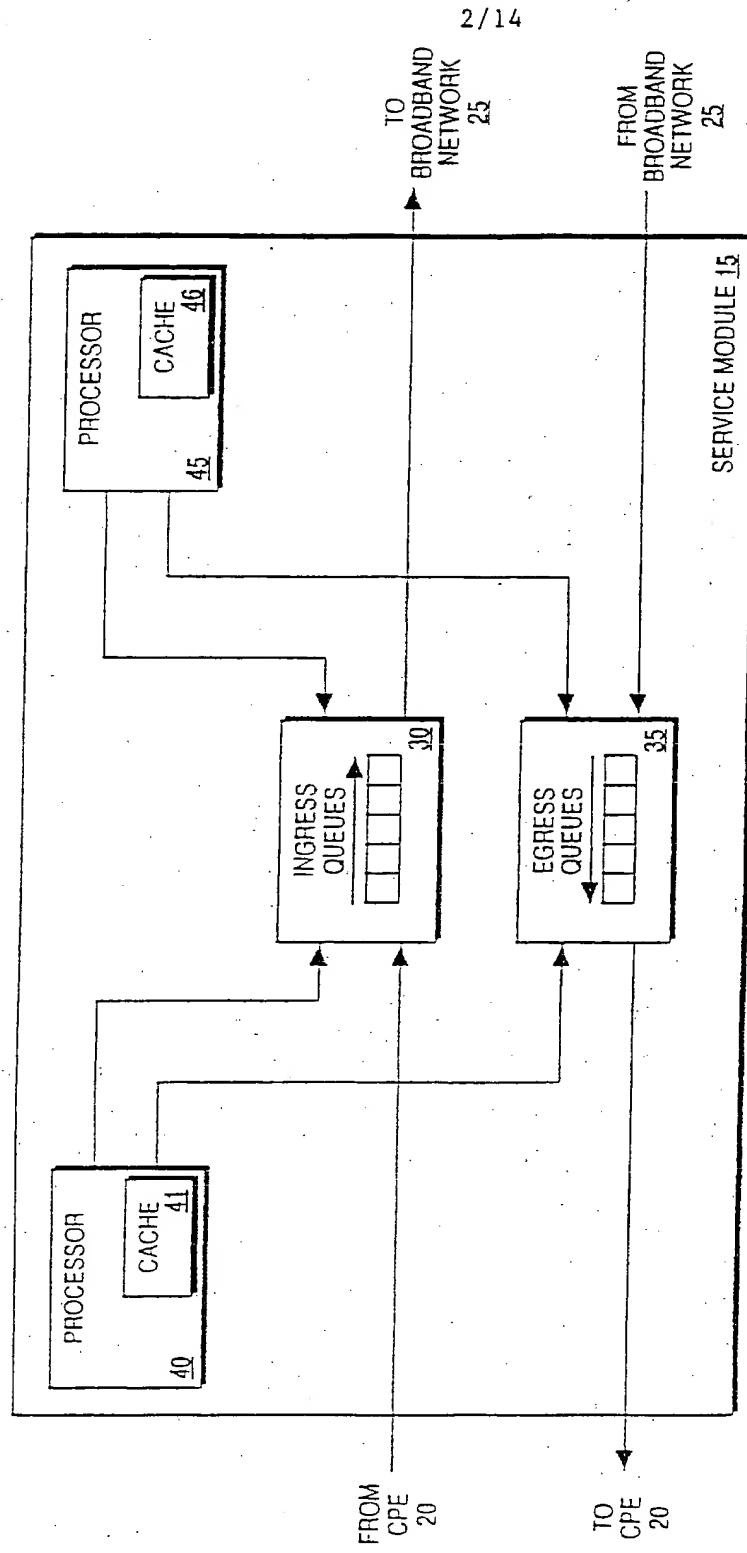 2/14
PROCESSOR
CACHE
41
40
PROCESSOR
CACHE
46
45
INGRESS
QUEUES
30
EGRESS
QUEUES
35
FROM
CPE
20
TO
CPE
20
TO
BROADBAND
NETWORK
25
FROM
BROADBAND
NETWORK
25
SERVICE MODULE 15